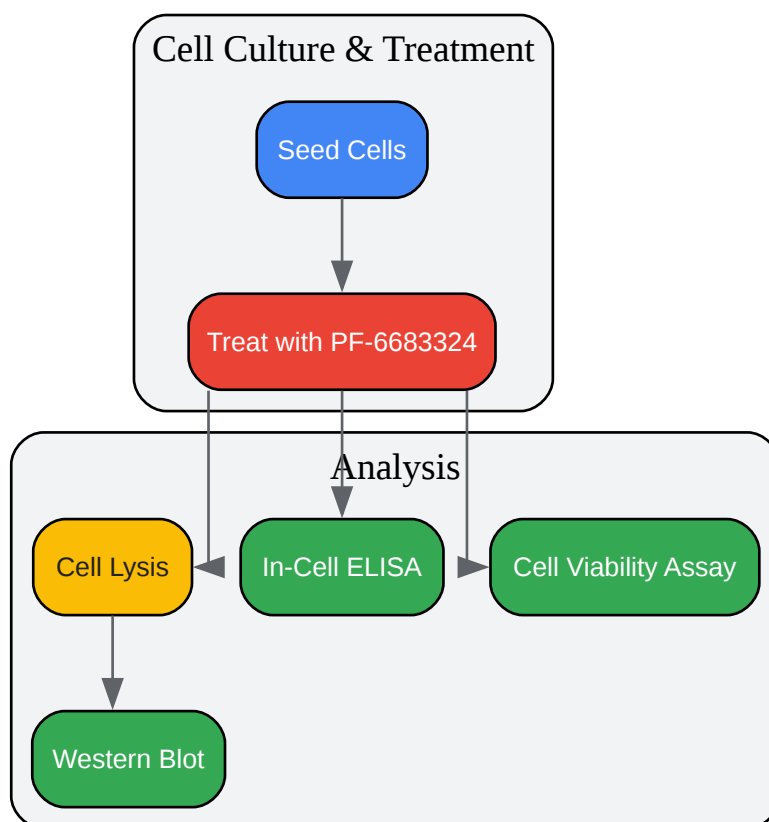 Cell Culture & Treatment
Seed Cells
Treat with PF-6683324
Analysis
Cell Lysis
In-Cell ELISA
Cell Viability Assay
Western Blot